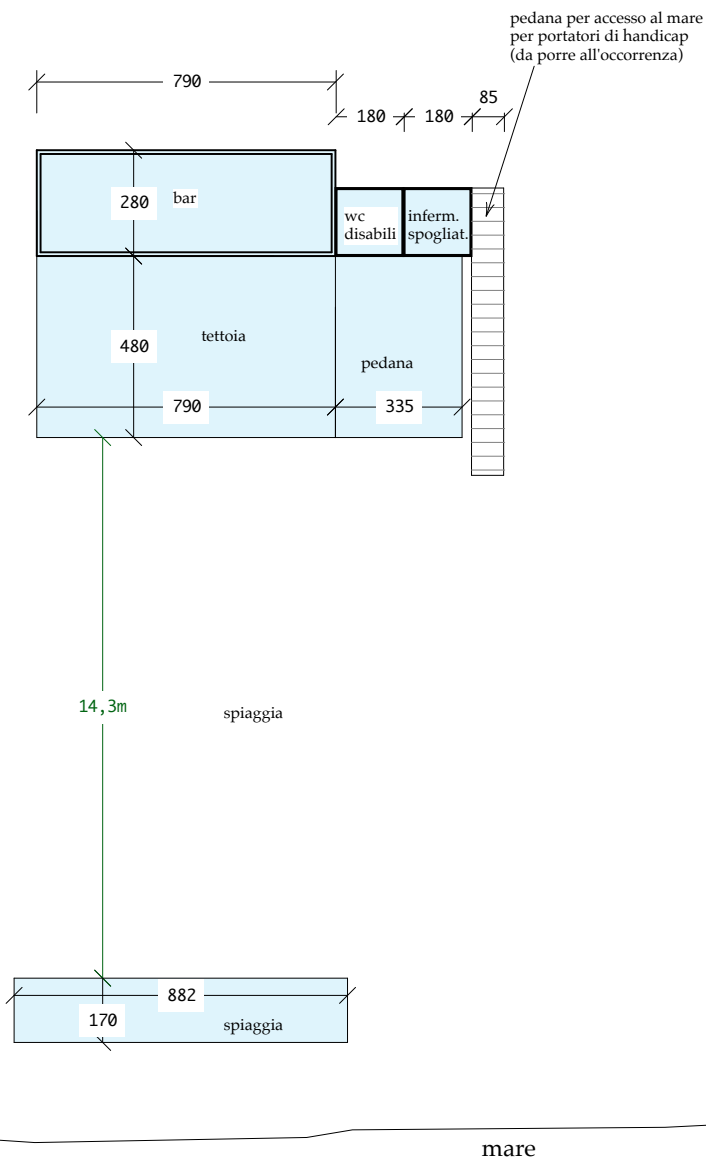 pedana per accesso al mare
per portatori di handicap
(da porre all'occorrenza)
790
85
180
180
280
bar
wc
disabili
inferm.
spogliat.
tettoia
480
pedana
790
335
14,3m
spiaggia
882
170
spiaggia
mare